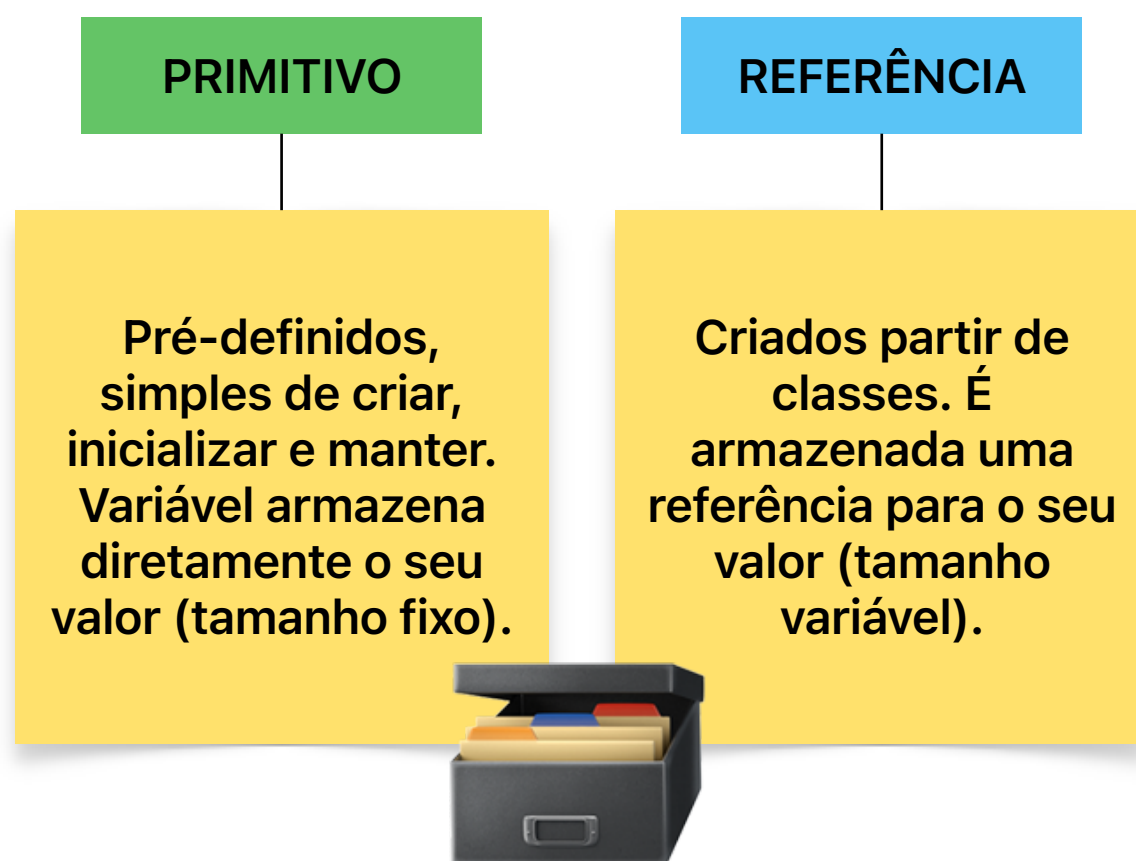 PRIMITIVO
Pré-definidos,
simples de criar,
inicializar e manter.
Variável armazena
diretamente o seu
valor (tamanho fixo).
REFERÊNCIA
Criados partir de
classes. É
armazenada uma
referência para o seu
valor (tamanho
variável).